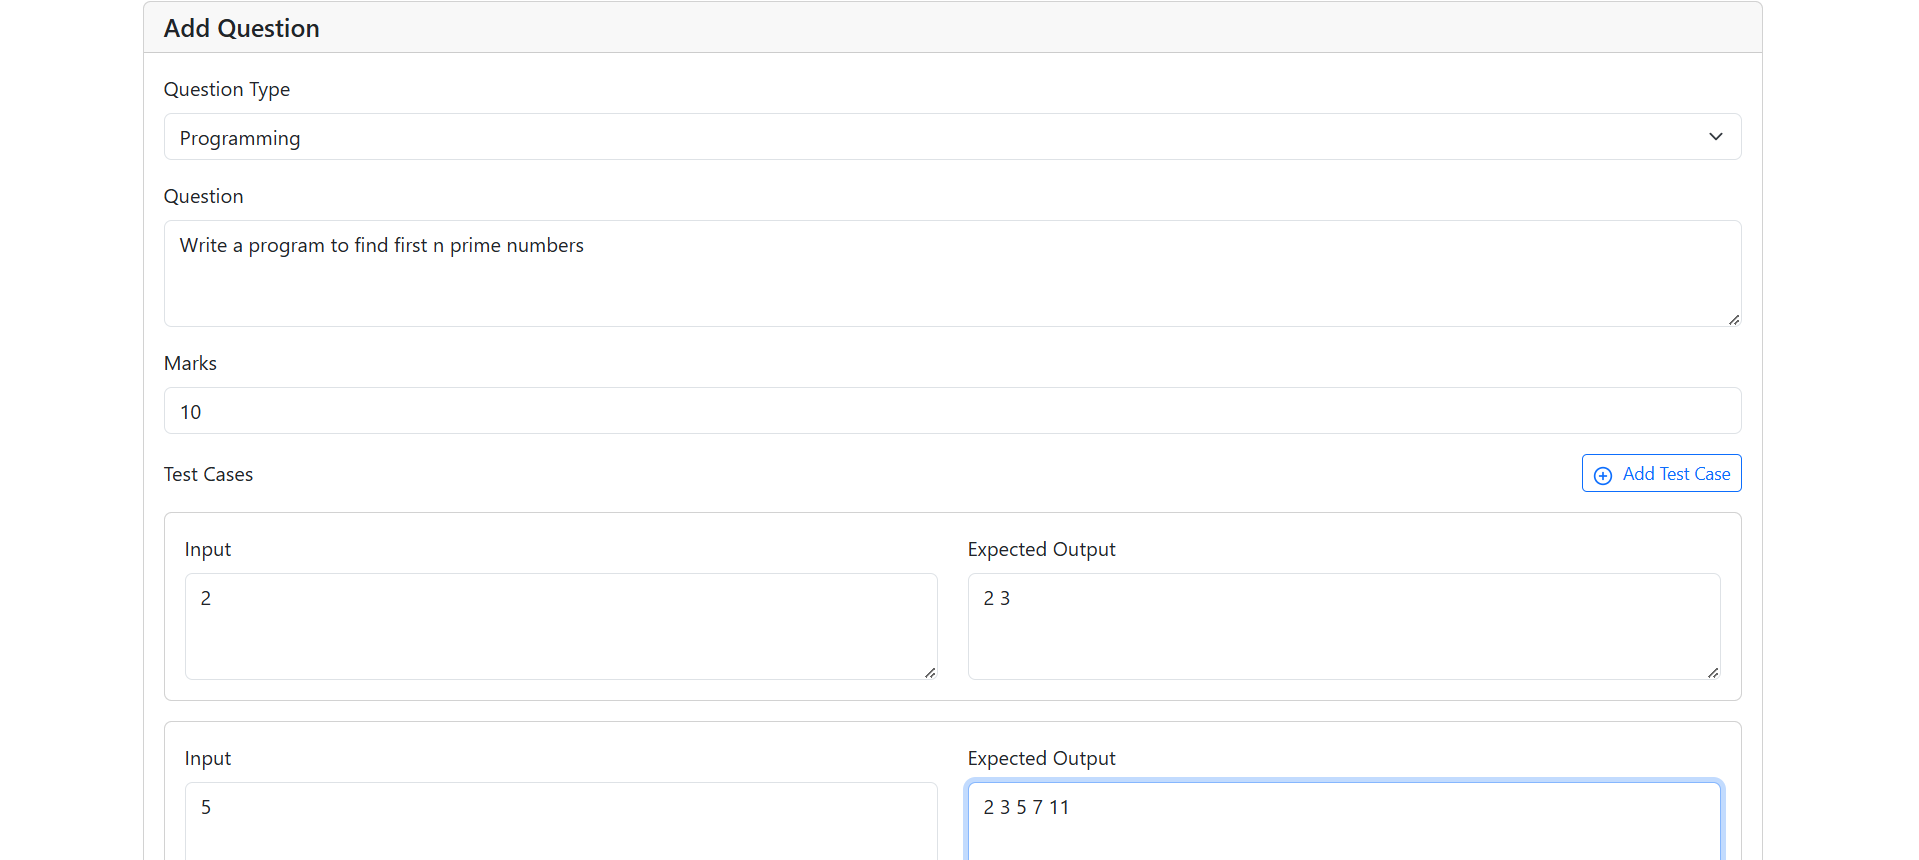 Add Question
Question Type
Programming
Question
Write a program to find first n prime numbers
Marks
10
Test Cases
Add Test Case
Input
Expected Output
2
2 3
Input
Expected Output
5
2 3 5 7 11